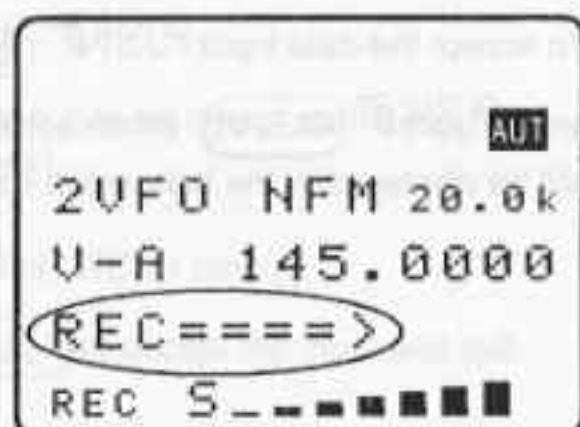 AUT
2VFO NFM 20.0k
V-A 145.0000
REC====>
REC S